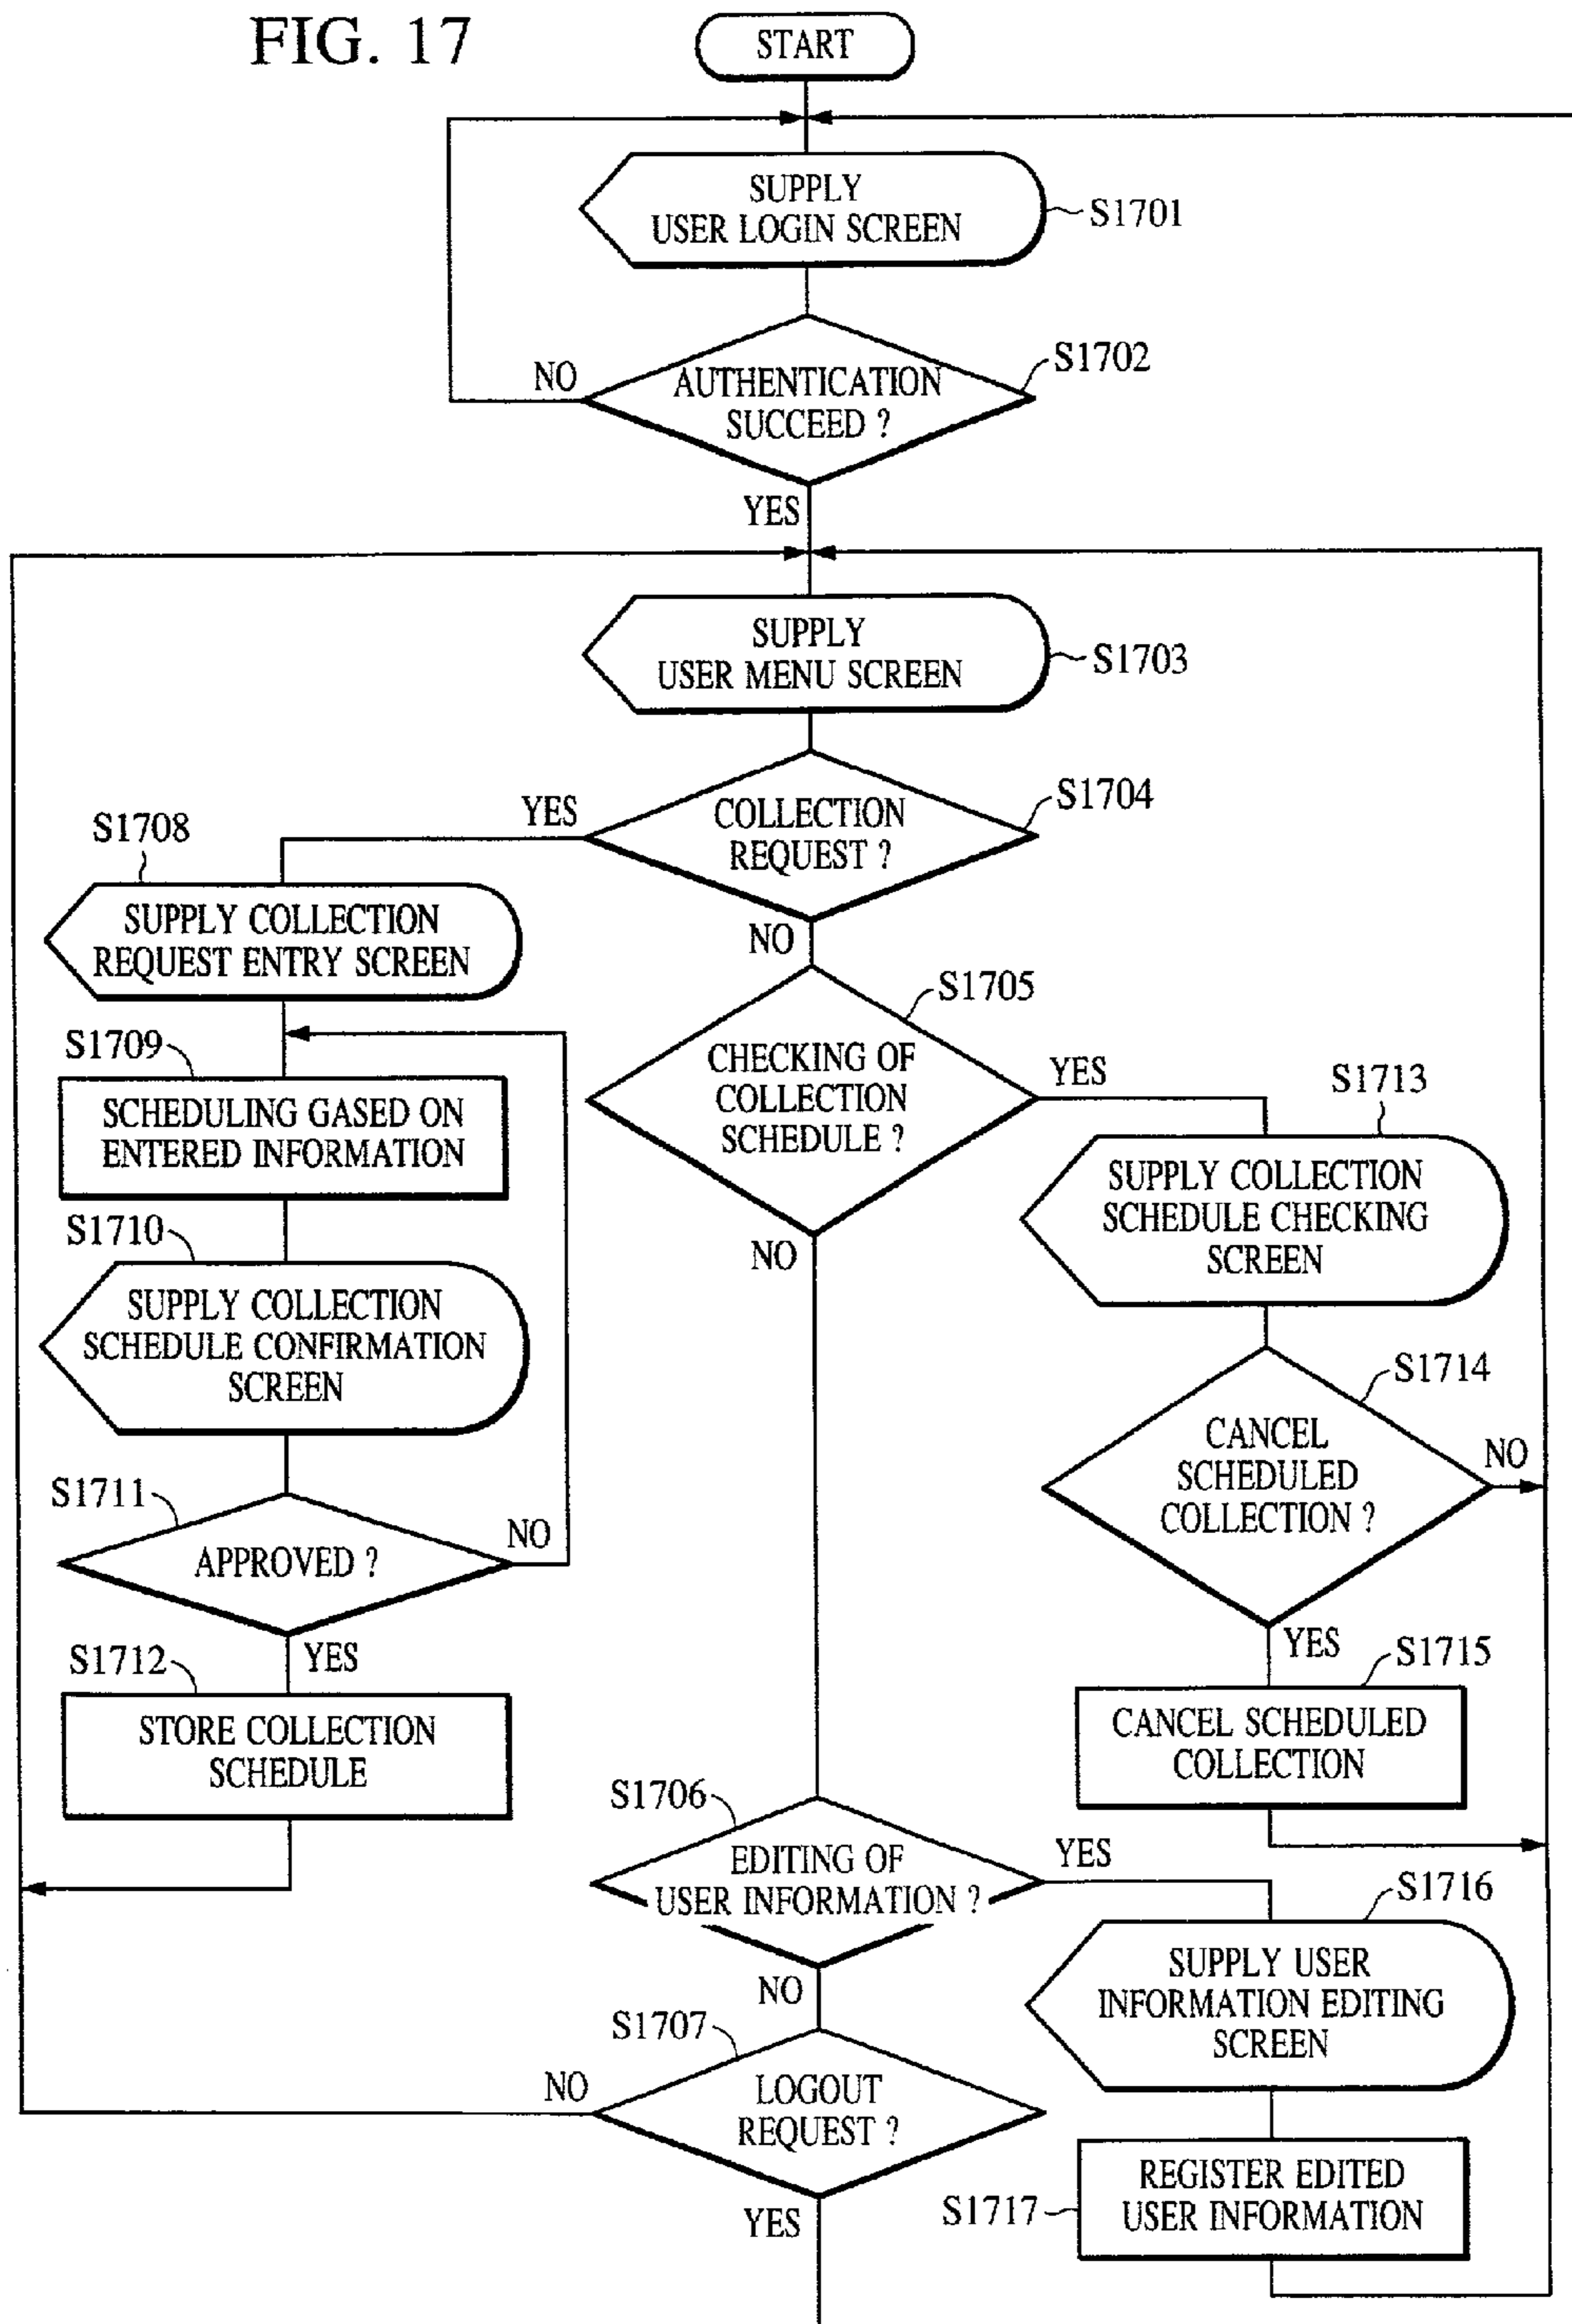 FIG. 17
START
SUPPLY
USER LOGIN SCREEN
S1701
AUTHENTICATION
SUCCEED ?
S1702
NO
YES
SUPPLY
USER MENU SCREEN
S1703
COLLECTION
REQUEST ?
S1704
YES
NO
S1708
SUPPLY COLLECTION
REQUEST ENTRY SCREEN
S1709
SCHEDULING GASED ON
ENTERED INFORMATION
S1710
SUPPLY COLLECTION
SCHEDULE CONFIRMATION
SCREEN
S1711
APPROVED ?
NO
YES
S1712
STORE COLLECTION
SCHEDULE
S1705
CHECKING OF
COLLECTION
SCHEDULE ?
YES
NO
S1713
SUPPLY COLLECTION
SCHEDULE CHECKING
SCREEN
S1714
CANCEL
SCHEDULED
COLLECTION ?
NO
YES
S1715
CANCEL SCHEDULED
COLLECTION
S1706
EDITING OF
USER INFORMATION ?
YES
NO
S1716
SUPPLY USER
INFORMATION EDITING
SCREEN
S1717
REGISTER EDITED
USER INFORMATION
S1707
LOGOUT
REQUEST ?
NO
YES